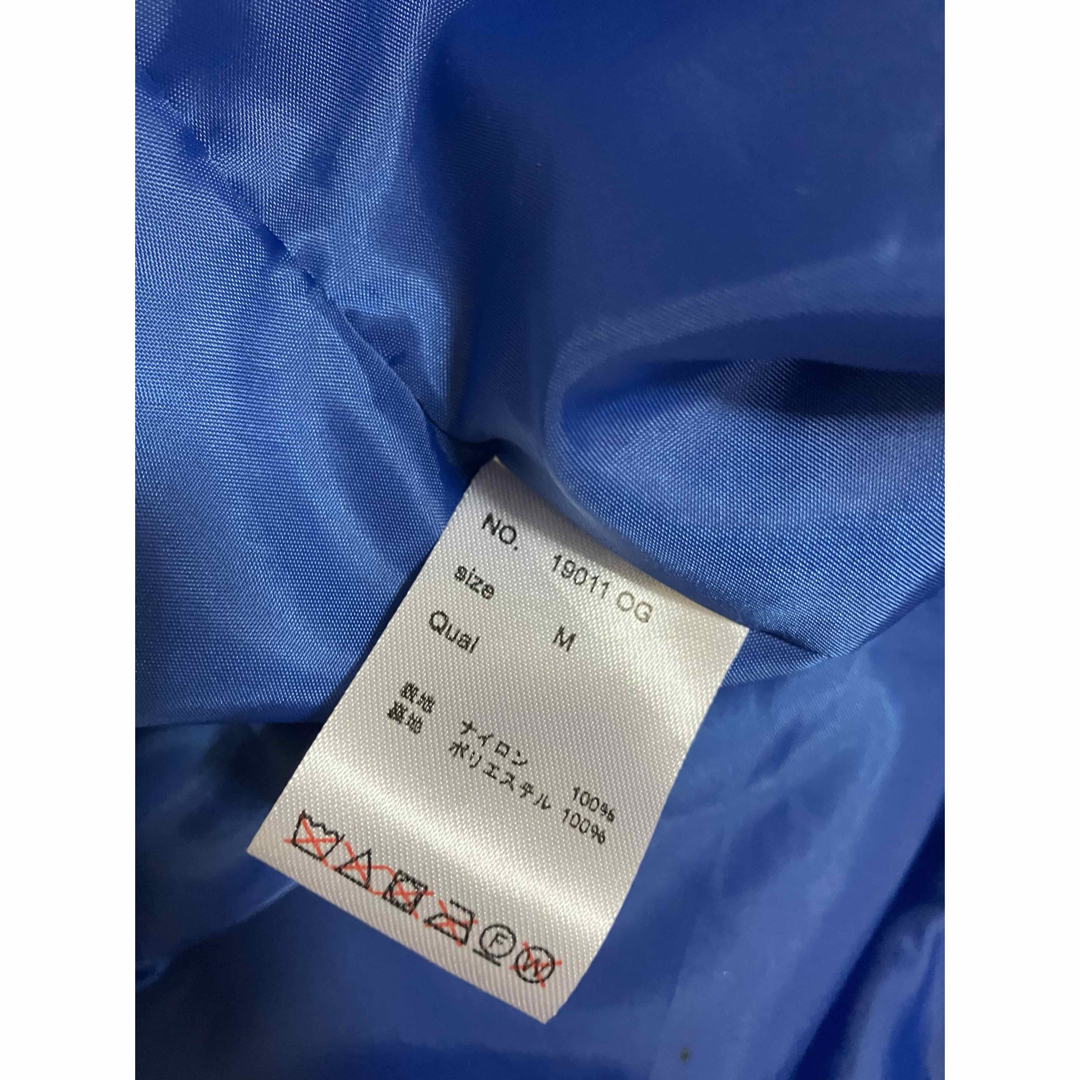 NO. 19011 OG
size M
Qual
表地 ナイロン 100%
裏地 ポリエステル 100%
F W